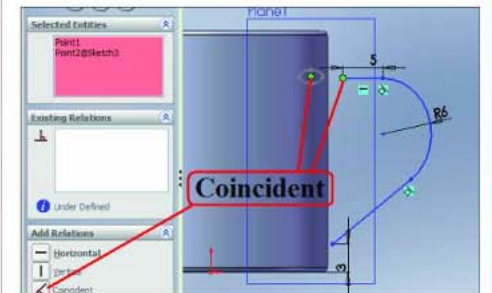 Selected Entities
Point1
Point2@Sketch3
Existing Relations
Under Defined
Add Relations
Horizontal
Vertical
Coincident
Plane1
5
R6
Coincident
3